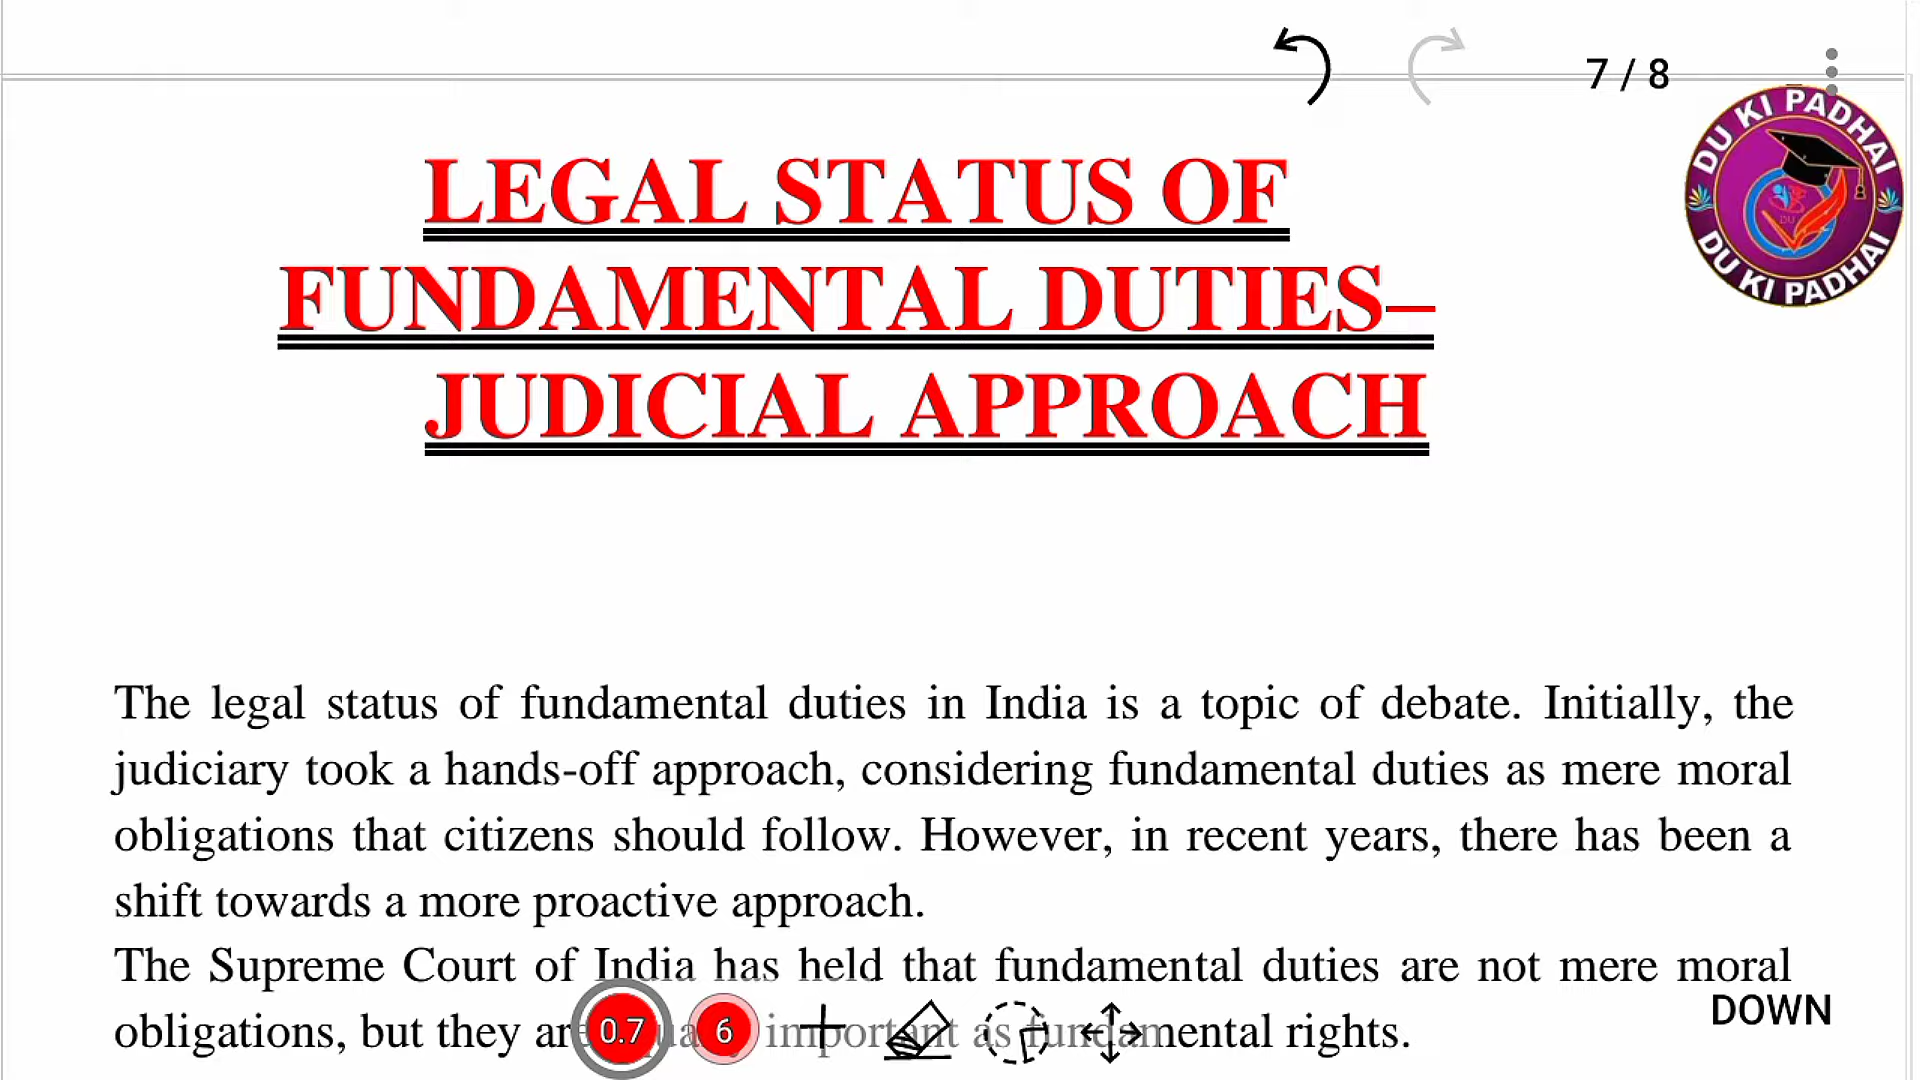 7 / 8
DU KI PADHAI
DU
DU KI PADHAI
LEGAL STATUS OF
FUNDAMENTAL DUTIES–
JUDICIAL APPROACH
The legal status of fundamental duties in India is a topic of debate. Initially, the
judiciary took a hands-off approach, considering fundamental duties as mere moral
obligations that citizens should follow. However, in recent years, there has been a
shift towards a more proactive approach.
The Supreme Court of India has held that fundamental duties are not mere moral
obligations, but they are important as fundamental rights.
0.7 6
DOWN